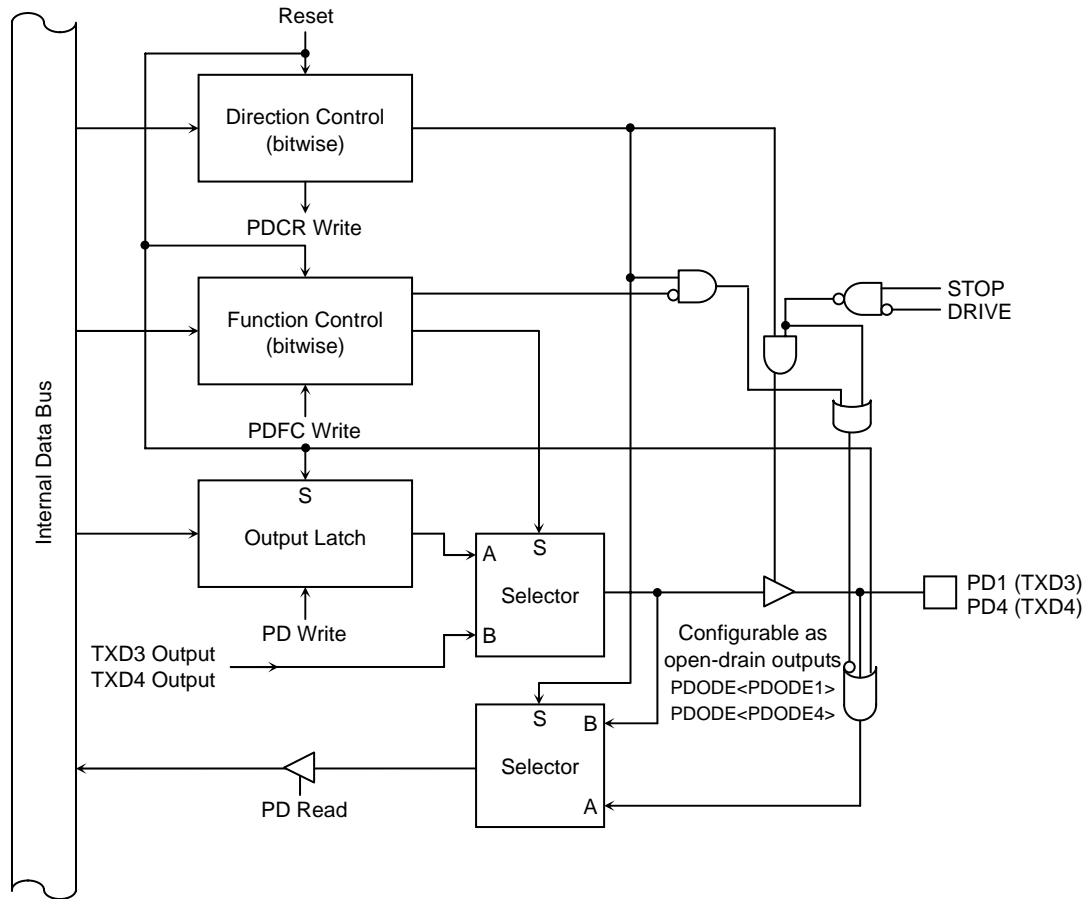 Reset
Direction Control
(bitwise)
PDCR Write
Function Control
(bitwise)
STOP
DRIVE
PDFC Write
Internal Data Bus
S
Output Latch
A
S
Selector
B
PD Write
TXD3 Output
TXD4 Output
PD1 (TXD3)
PD4 (TXD4)
Configurable as
open-drain outputs
PDODE<PDODE1>
PDODE<PDODE4>
S
B
Selector
A
PD Read